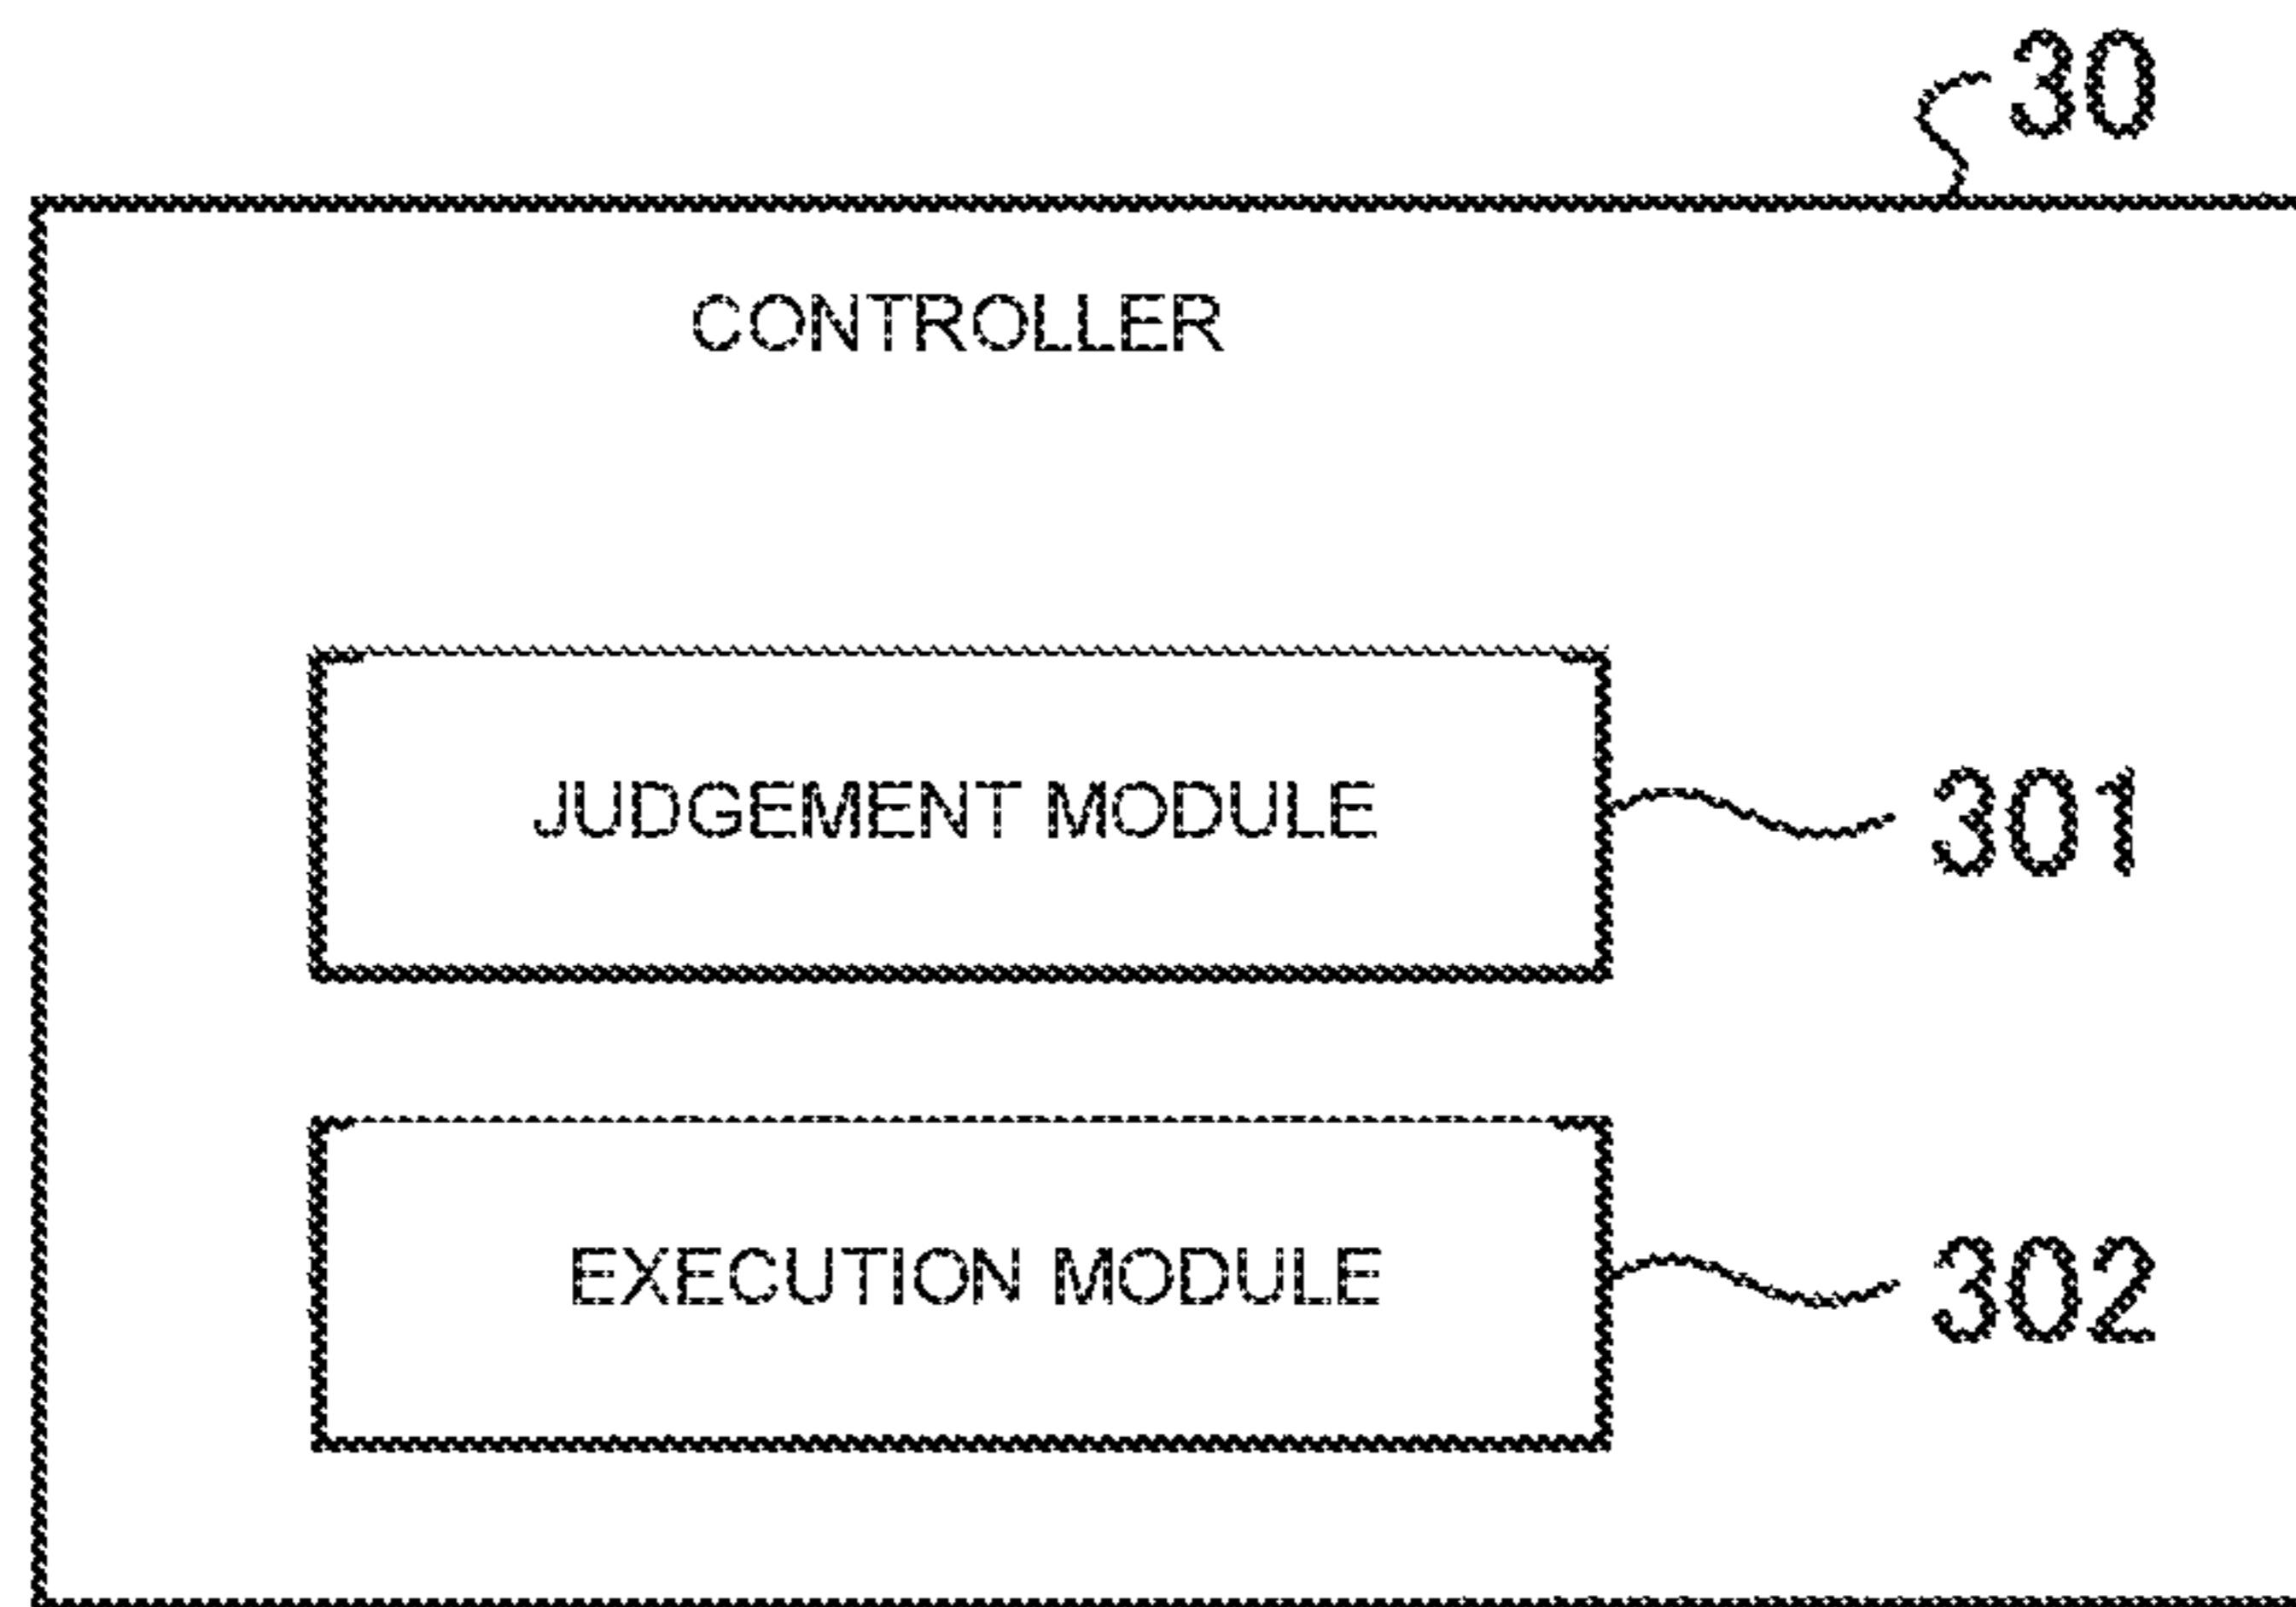 30
CONTROLLER
JUDGEMENT MODULE
301
EXECUTION MODULE
302